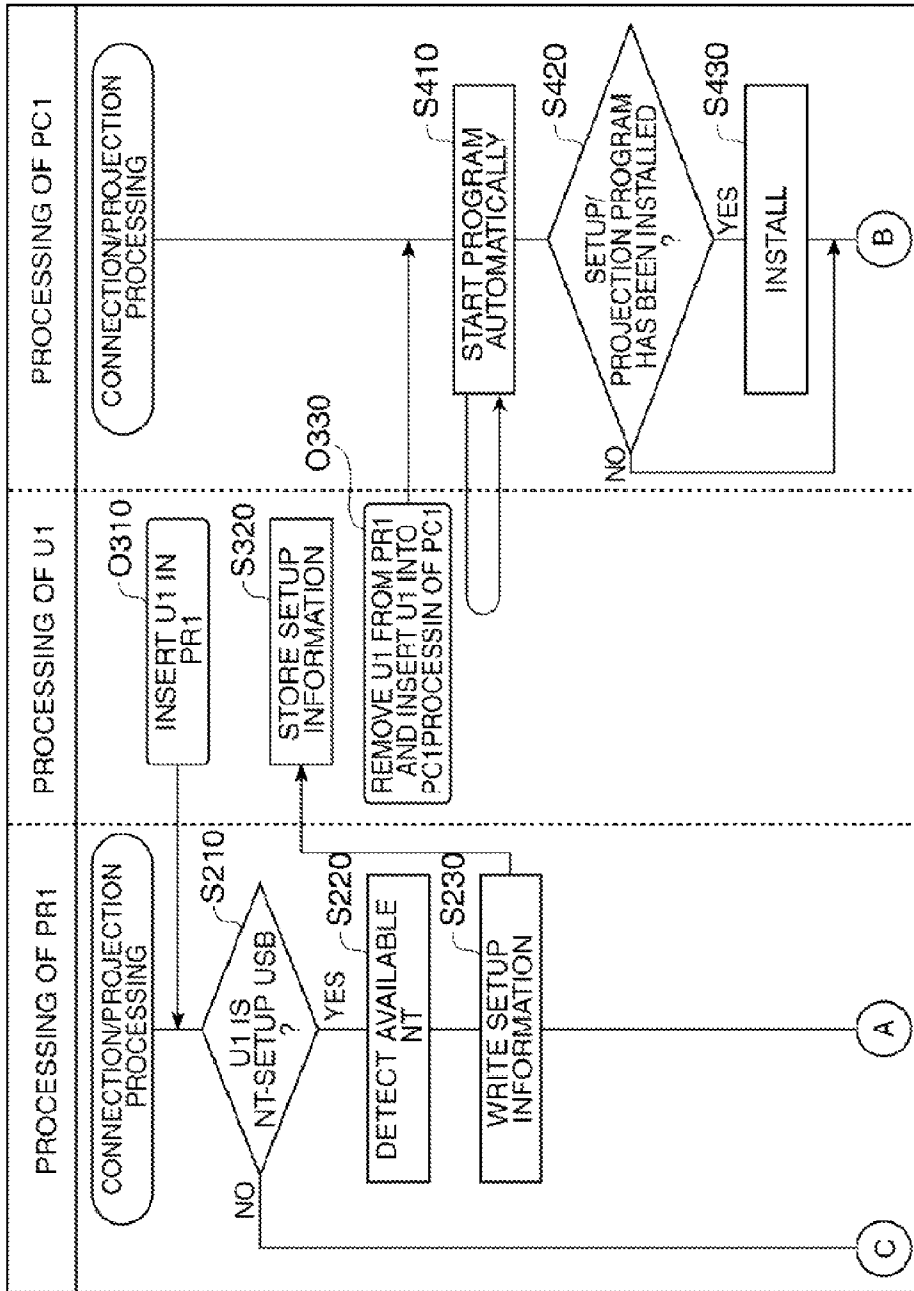 PROCESSING OF PR1
CONNECTION/PROJECTION
PROCESSING
S210
U1 IS
NT-SETUP USB
?
NO
YES
S220
DETECT AVAILABLE
NT
S230
WRITE SETUP
INFORMATION
C
A
PROCESSING OF U1
O310
INSERT U1 IN
PR1
S320
STORE SETUP
INFORMATION
O330
REMOVE U1 FROM PR1
AND INSERT U1 INTO
PC1PROCESSIN OF PC1
PROCESSING OF PC1
CONNECTION/PROJECTION
PROCESSING
S410
START PROGRAM
AUTOMATICALLY
S420
SETUP/
PROJECTION PROGRAM
HAS BEEN INSTALLED
?
NO
YES
S430
INSTALL
B